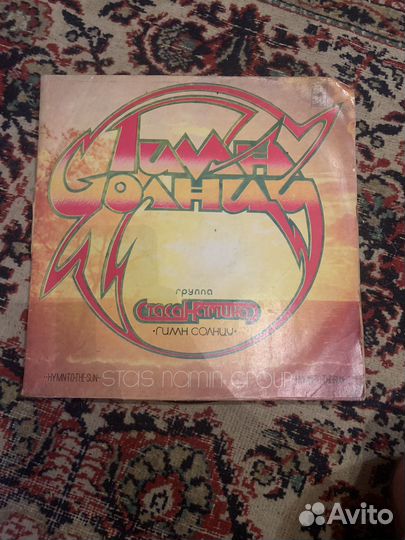 Гимн
Солнцу
группа
Стаса Намина
•гимн солнцу•
•HYMN·TO·THE·SUN• STAS NAMIN GROUP •HYMN·TO·THE·SUN•
Avito